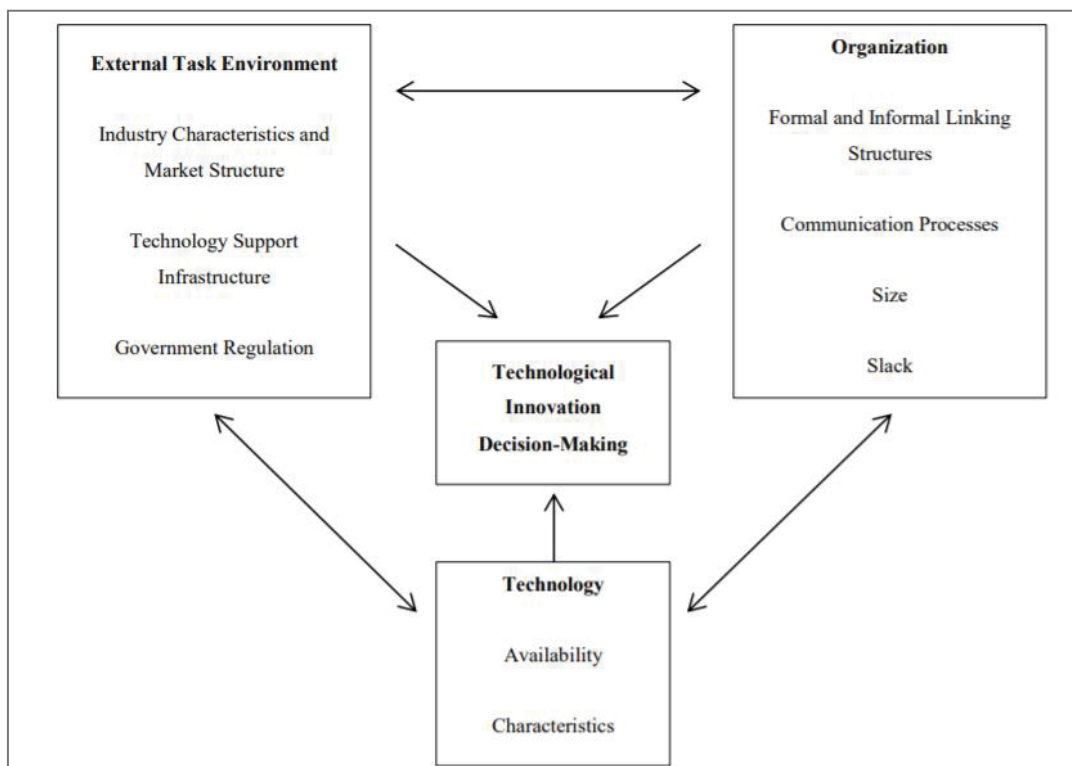 External Task Environment
Industry Characteristics and
Market Structure
Technology Support
Infrastructure
Government Regulation
Organization
Formal and Informal Linking
Structures
Communication Processes
Size
Slack
Technological
Innovation
Decision-Making
Technology
Availability
Characteristics